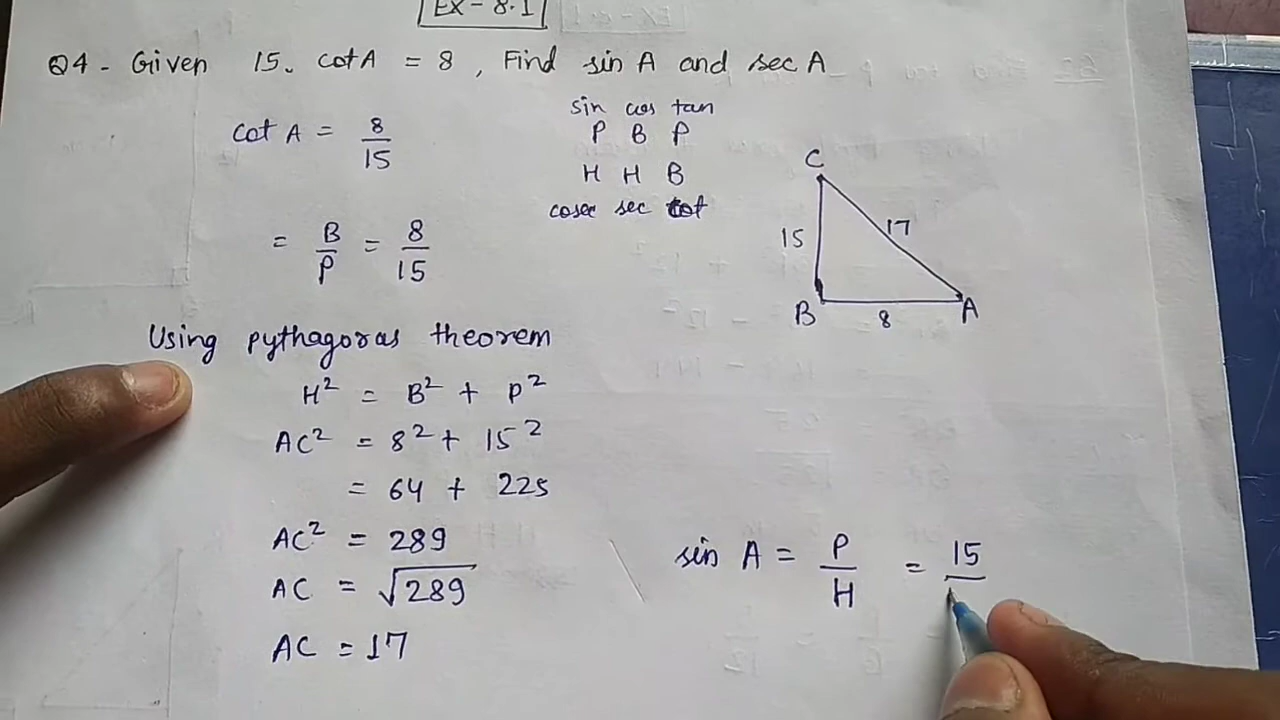 Ex - 8.1
Q4 - Given 15. cot A = 8 , Find sin A and sec A
cot A = 8/15
= B/P = 8/15
sin cos tan
P B P
H H B
cosec sec cot
C
15
17
B
8
A
Using pythagoras theorem
H² = B² + P²
AC² = 8² + 15²
= 64 + 225
AC² = 289
AC = √289
AC = 17
sin A = P/H = 15/